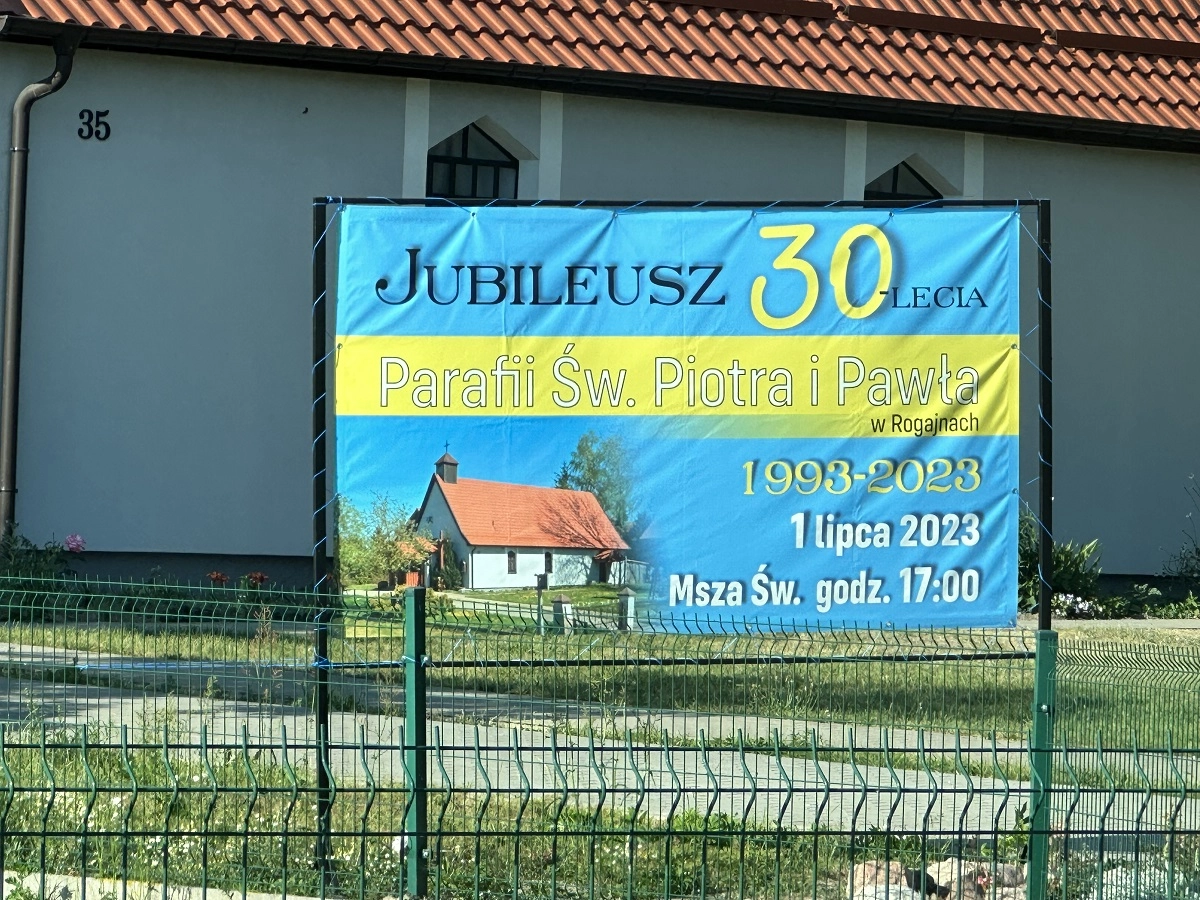 35
JUBILEUSZ 30-LECIA
Parafii Św. Piotra i Pawła
w Rogajnach
1993-2023
1 lipca 2023
Msza Św. godz. 17:00